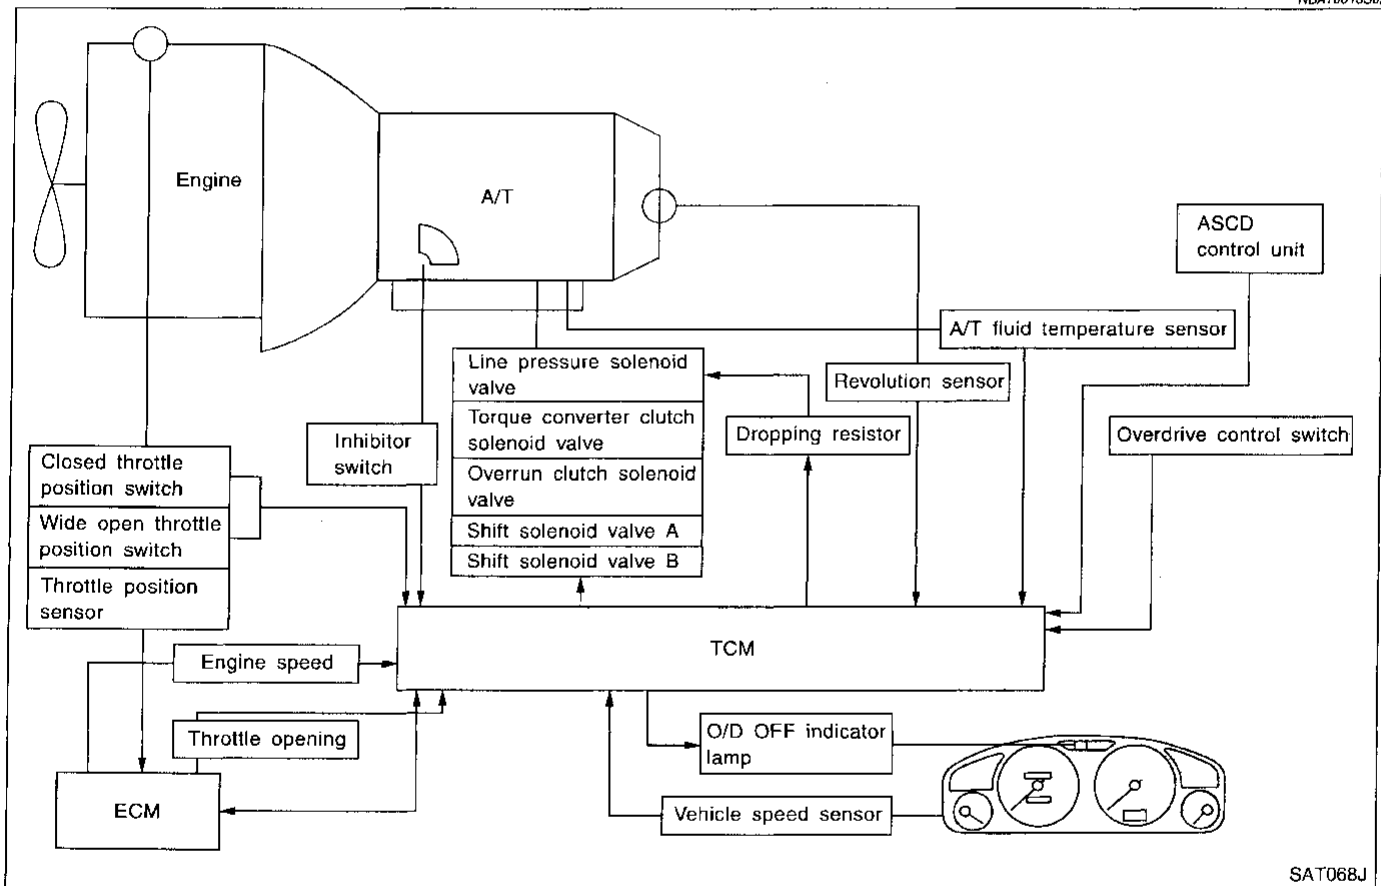 Engine
A/T
ASCD
control unit
A/T fluid temperature sensor
Line pressure solenoid
valve
Revolution sensor
Torque converter clutch
solenoid valve
Dropping resistor
Overdrive control switch
Inhibitor
switch
Closed throttle
position switch
Overrun clutch solenoid
valve
Wide open throttle
position switch
Shift solenoid valve A
Shift solenoid valve B
Throttle position
sensor
TCM
Engine speed
Throttle opening
O/D OFF indicator
lamp
ECM
Vehicle speed sensor
SAT068J